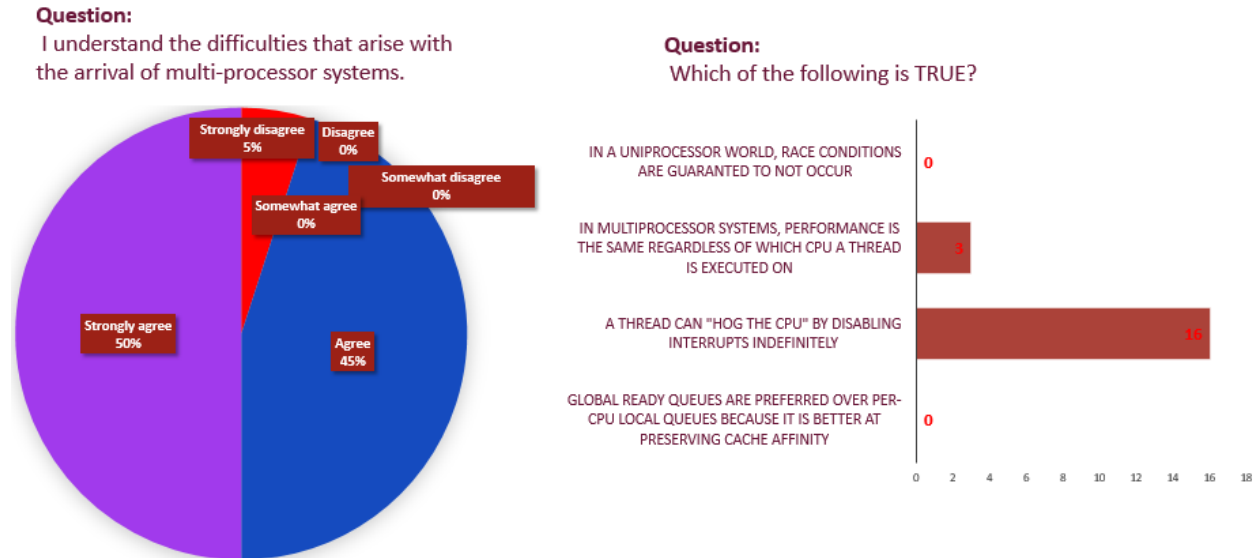 Question:
I understand the difficulties that arise with
the arrival of multi-processor systems.
Strongly disagree
5%
Disagree
0%
Somewhat disagree
0%
Somewhat agree
0%
Strongly agree
50%
Agree
45%
Question:
Which of the following is TRUE?
IN A UNIPROCESSOR WORLD, RACE CONDITIONS
ARE GUARANTED TO NOT OCCUR
0
IN MULTIPROCESSOR SYSTEMS, PERFORMANCE IS
THE SAME REGARDLESS OF WHICH CPU A THREAD
IS EXECUTED ON
3
A THREAD CAN "HOG THE CPU" BY DISABLING
INTERRUPTS INDEFINITELY
16
GLOBAL READY QUEUES ARE PREFERRED OVER PER-
CPU LOCAL QUEUES BECAUSE IT IS BETTER AT
PRESERVING CACHE AFFINITY
0
0 2 4 6 8 10 12 14 16 18